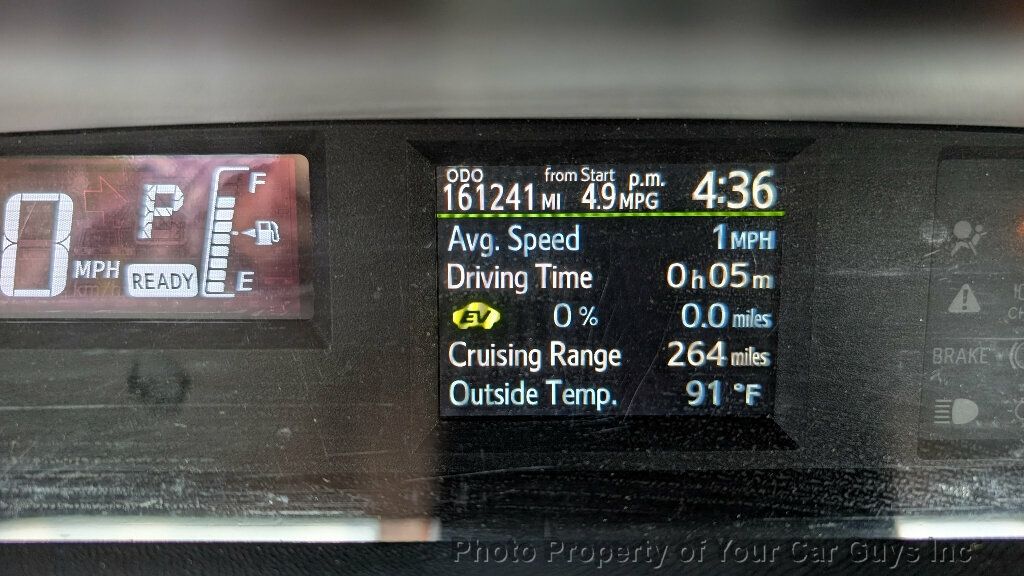 0 MPH
P
READY
F
E
ODO from Start p.m. 4:36
161241 MI 4.9 MPG
Avg. Speed 1 MPH
Driving Time 0 h 05 m
EV 0 % 0.0 miles
Cruising Range 264 miles
Outside Temp. 91 °F
BRAKE
Photo Property of Your Car Guys Inc